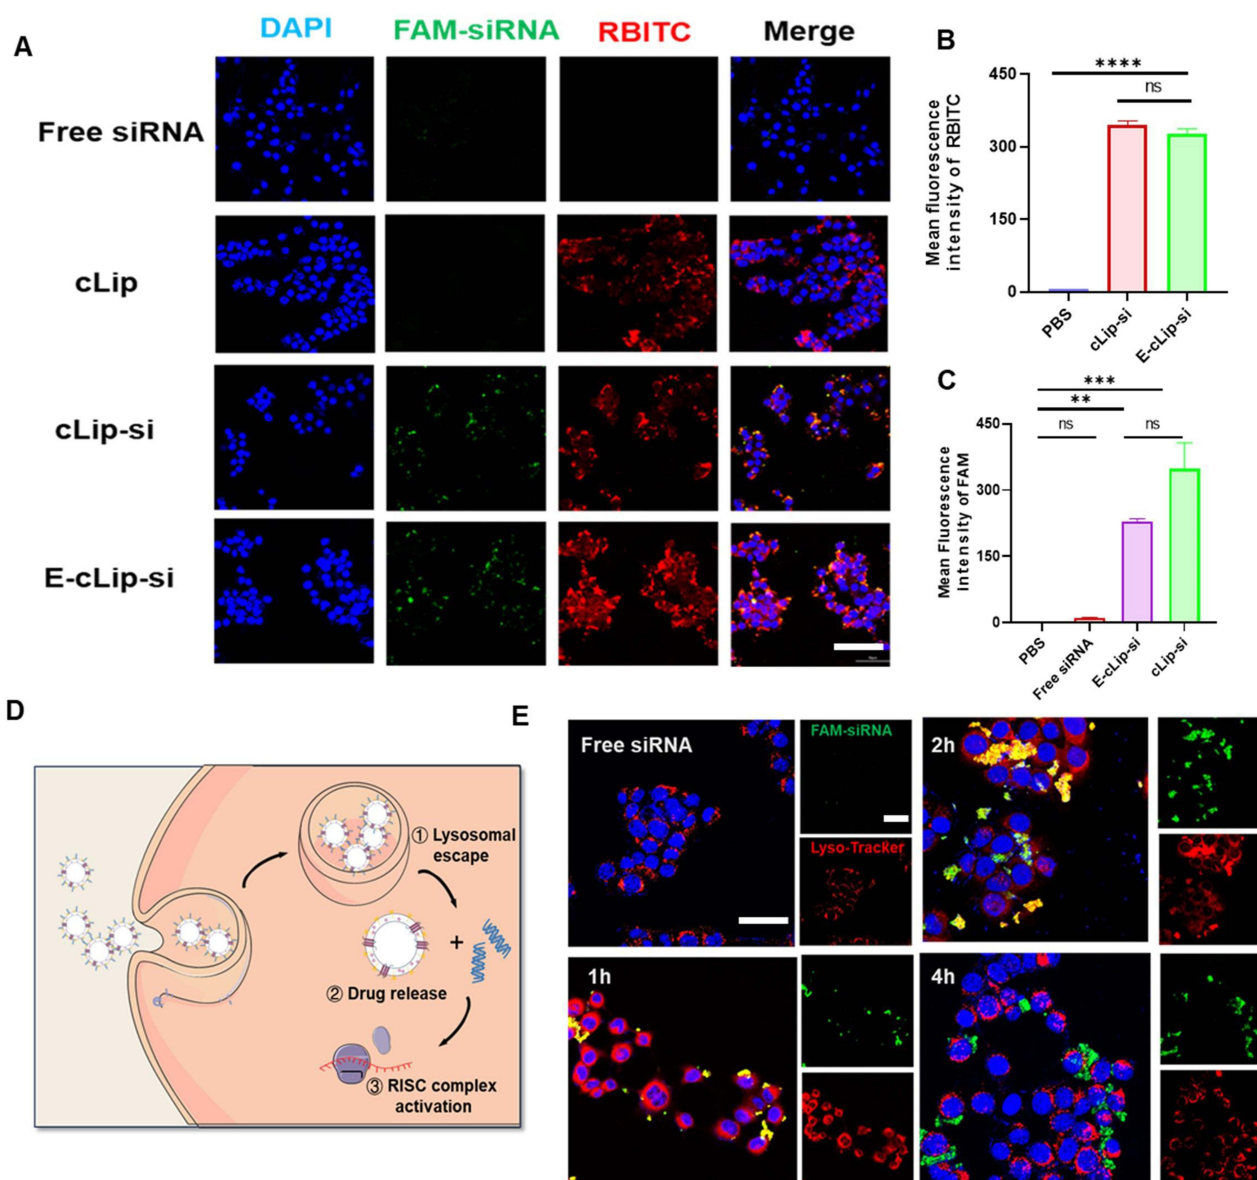 A
DAPI
FAM-siRNA
RBITC
Merge
Free siRNA
cLip
cLip-si
E-cLip-si
B
Mean fluorescence
intensity of RBITC
450
300
150
0
****
ns
PBS
cLip-si
E-cLip-si
C
Mean Fluorescence
Intensity of FAM
450
300
150
0
***
**
ns
ns
PBS
Free siRNA
E-cLip-si
cLip-si
D
① Lysosomal
escape
+
② Drug release
③ RISC complex
activation
E
Free siRNA
FAM-siRNA
Lyso-Tracker
2h
1h
4h